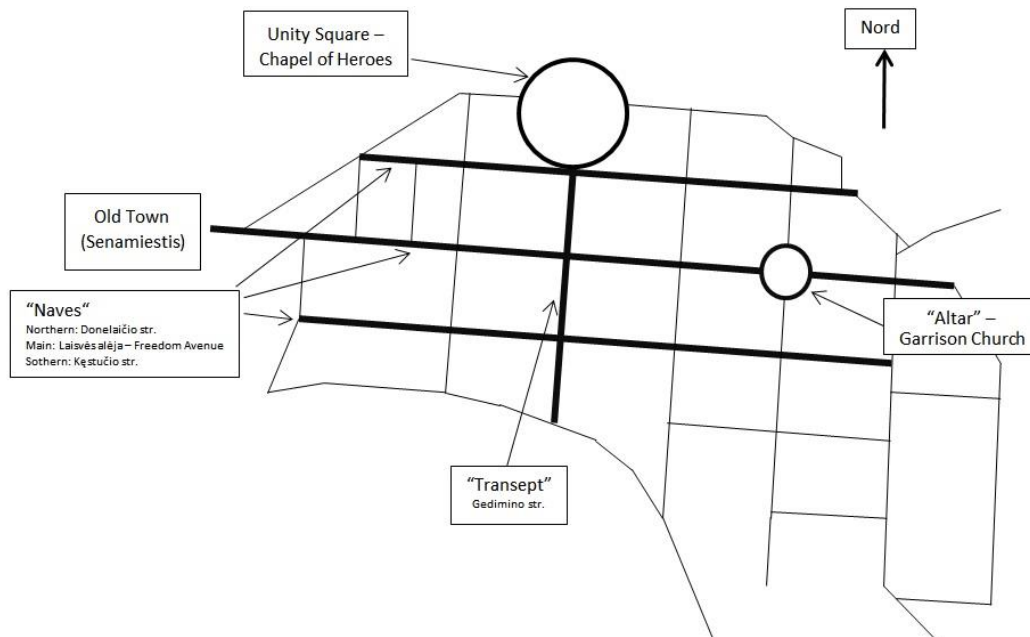 Unity Square –
Chapel of Heroes
Nord
Old Town
(Senamiestis)
“Naves“
Northern: Donelaičio str.
Main: Laisvės alėja – Freedom Avenue
Sothern: Kęstučio str.
“Altar” –
Garrison Church
“Transept”
Gedimino str.